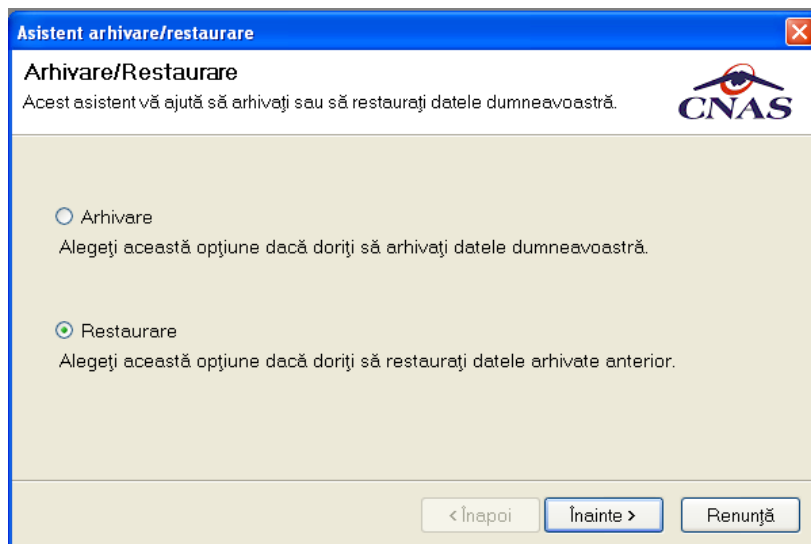 Asistent arhivare/restaurare
Arhivare/Restaurare
Acest asistent vă ajută să arhivaţi sau să restauraţi datele dumneavoastră.
CNAS
Arhivare
Alegeţi această opţiune dacă doriţi să arhivaţi datele dumneavoastră.
Restaurare
Alegeţi această opţiune dacă doriţi să restauraţi datele arhivate anterior.
< Înapoi
Înainte >
Renunţă